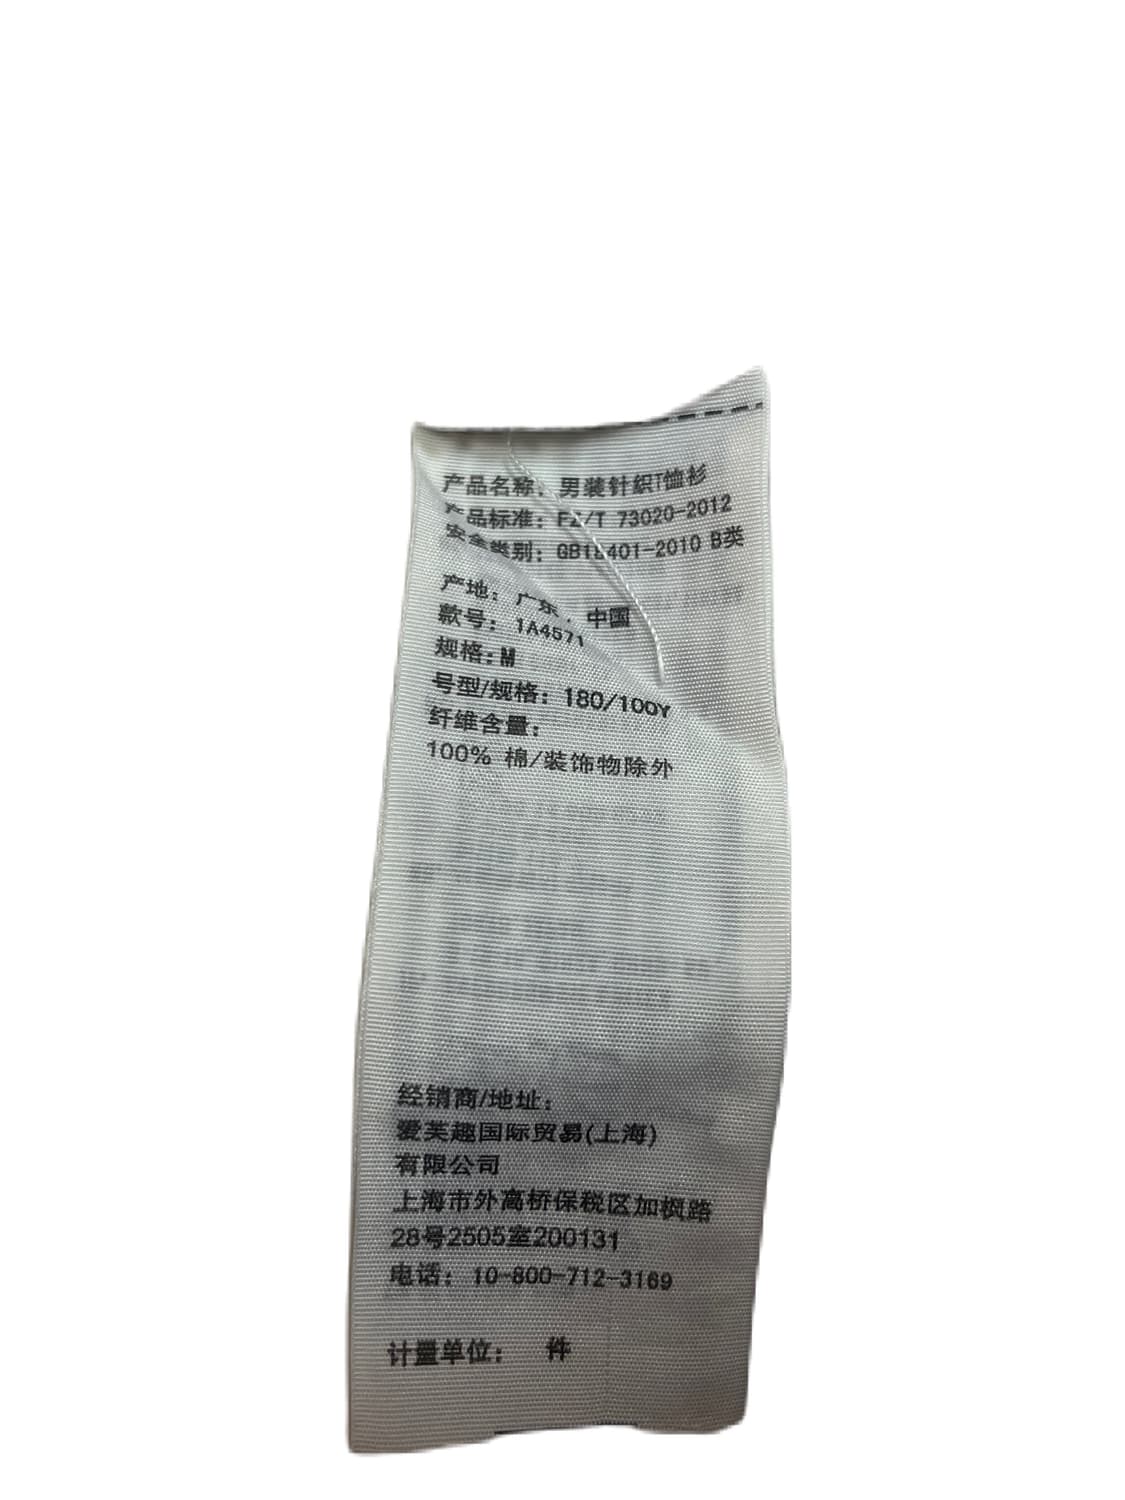 产品名称：男装针织T恤衫
产品标准：FZ/T 73020-2012
安全类别：GB18401-2010 B类
产地：广东，中国
款号：1A4571
规格:M
号型/规格：180/100Y
纤维含量：
100% 棉/装饰物除外
经销商/地址：
爱芙趣国际贸易(上海)
有限公司
上海市外高桥保税区加枫路
28号2505室200131
电话：10-800-712-3169
计量单位： 件